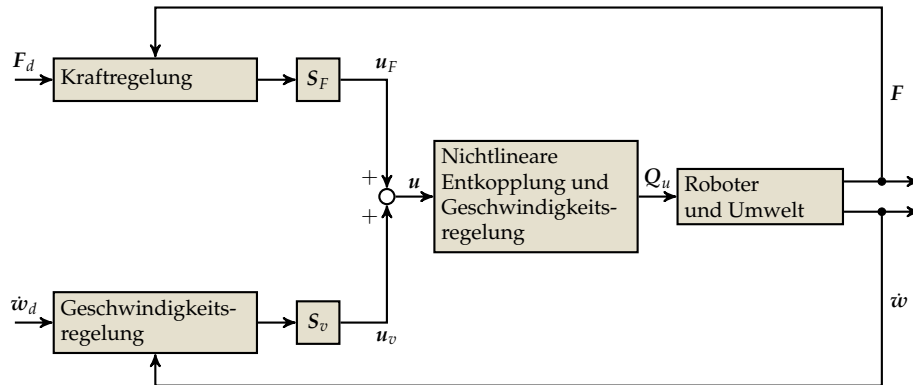 F_d
Kraftregelung
S_F
u_F
F
+
+
u
Nichtlineare
Entkopplung und
Geschwindigkeits-
regelung
Q_u
Roboter
und Umwelt
ẇ_d
Geschwindigkeits-
regelung
S_v
u_v
ẇ